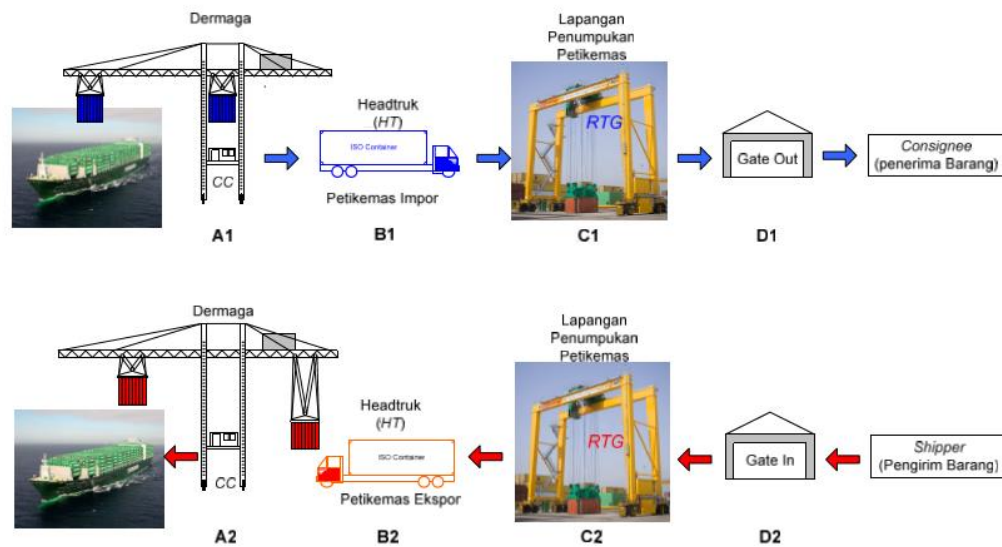 Dermaga
CC
A1
Headtruk
(HT)
ISO Container
Petikemas Impor
B1
Lapangan
Penumpukan
Petikemas
RTG
C1
Gate Out
D1
Consignee
(penerima Barang)
Dermaga
CC
A2
Headtruk
(HT)
ISO Container
Petikemas Ekspor
B2
Lapangan
Penumpukan
Petikemas
RTG
C2
Gate In
D2
Shipper
(Pengirim Barang)